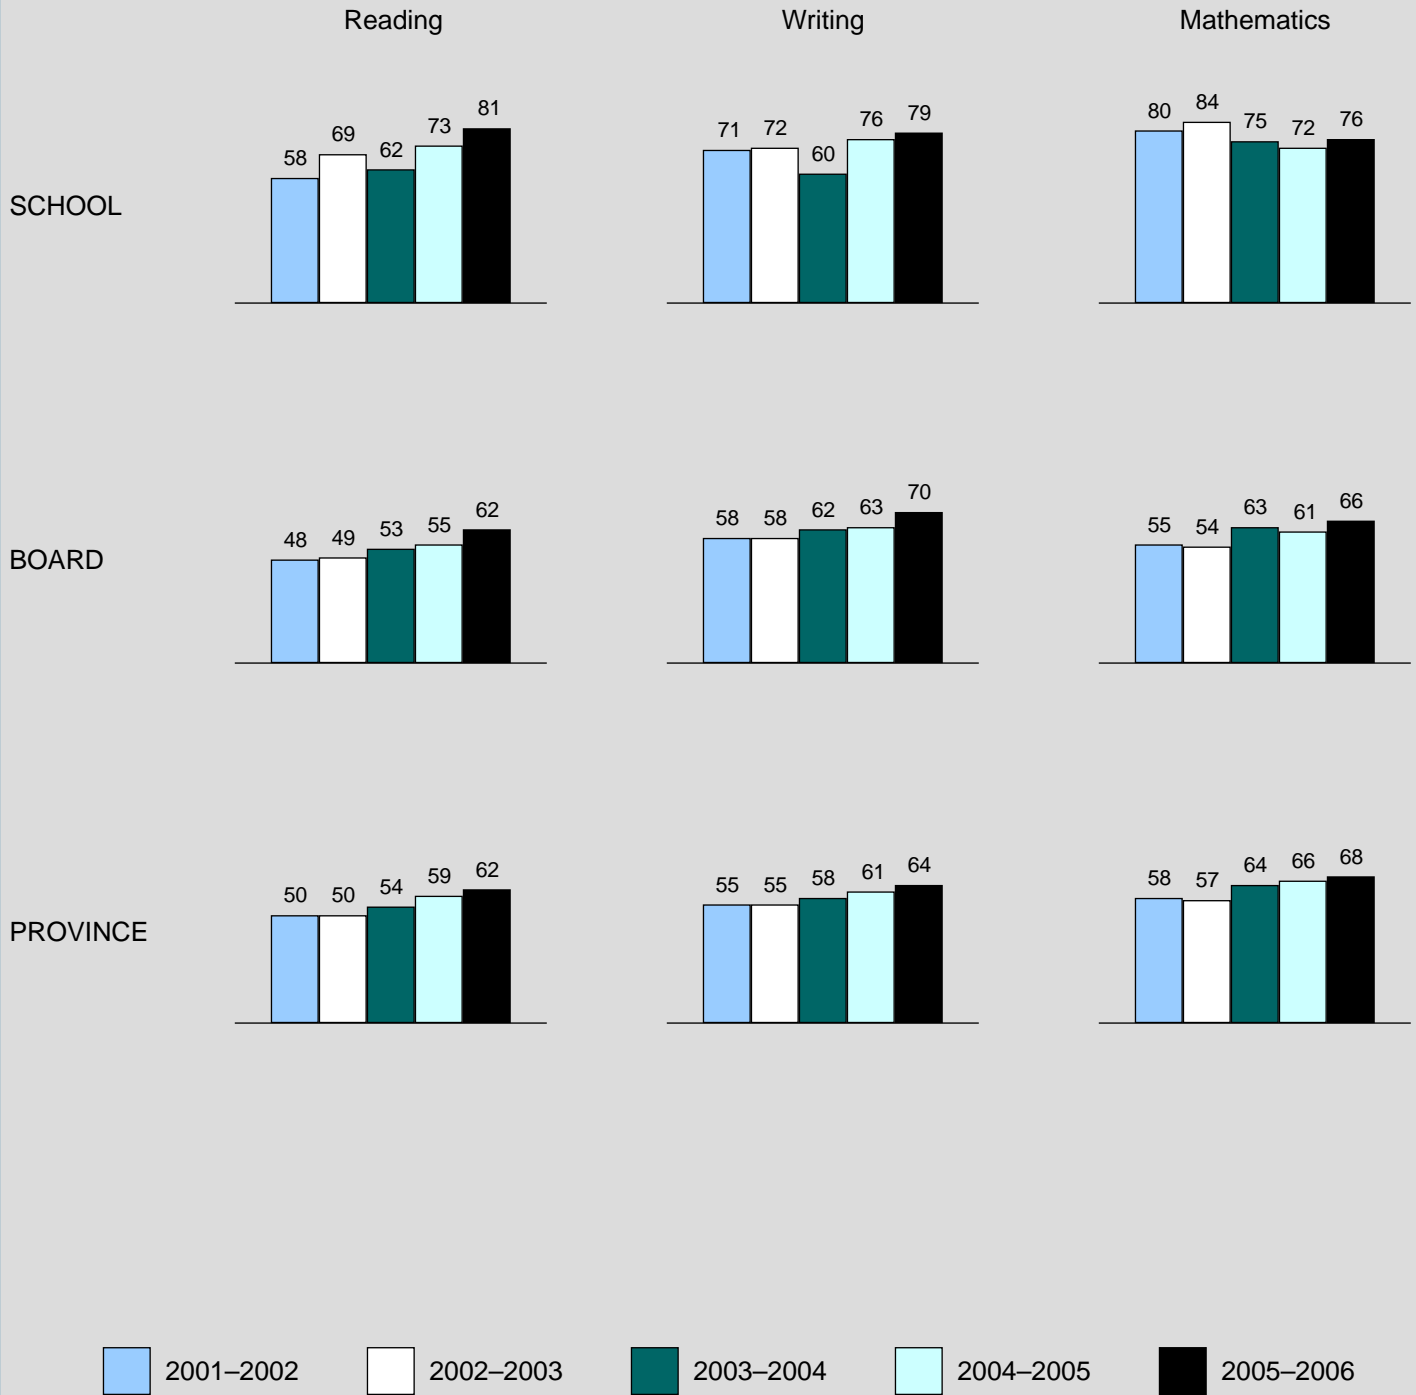 Reading Writing Mathematics
SCHOOL
58 69 62 73 81
71 72 60 76 79
80 84 75 72 76
BOARD
48 49 53 55 62
58 58 62 63 70
55 54 63 61 66
PROVINCE
50 50 54 59 62
55 55 58 61 64
58 57 64 66 68
2001–2002 2002–2003 2003–2004 2004–2005 2005–2006